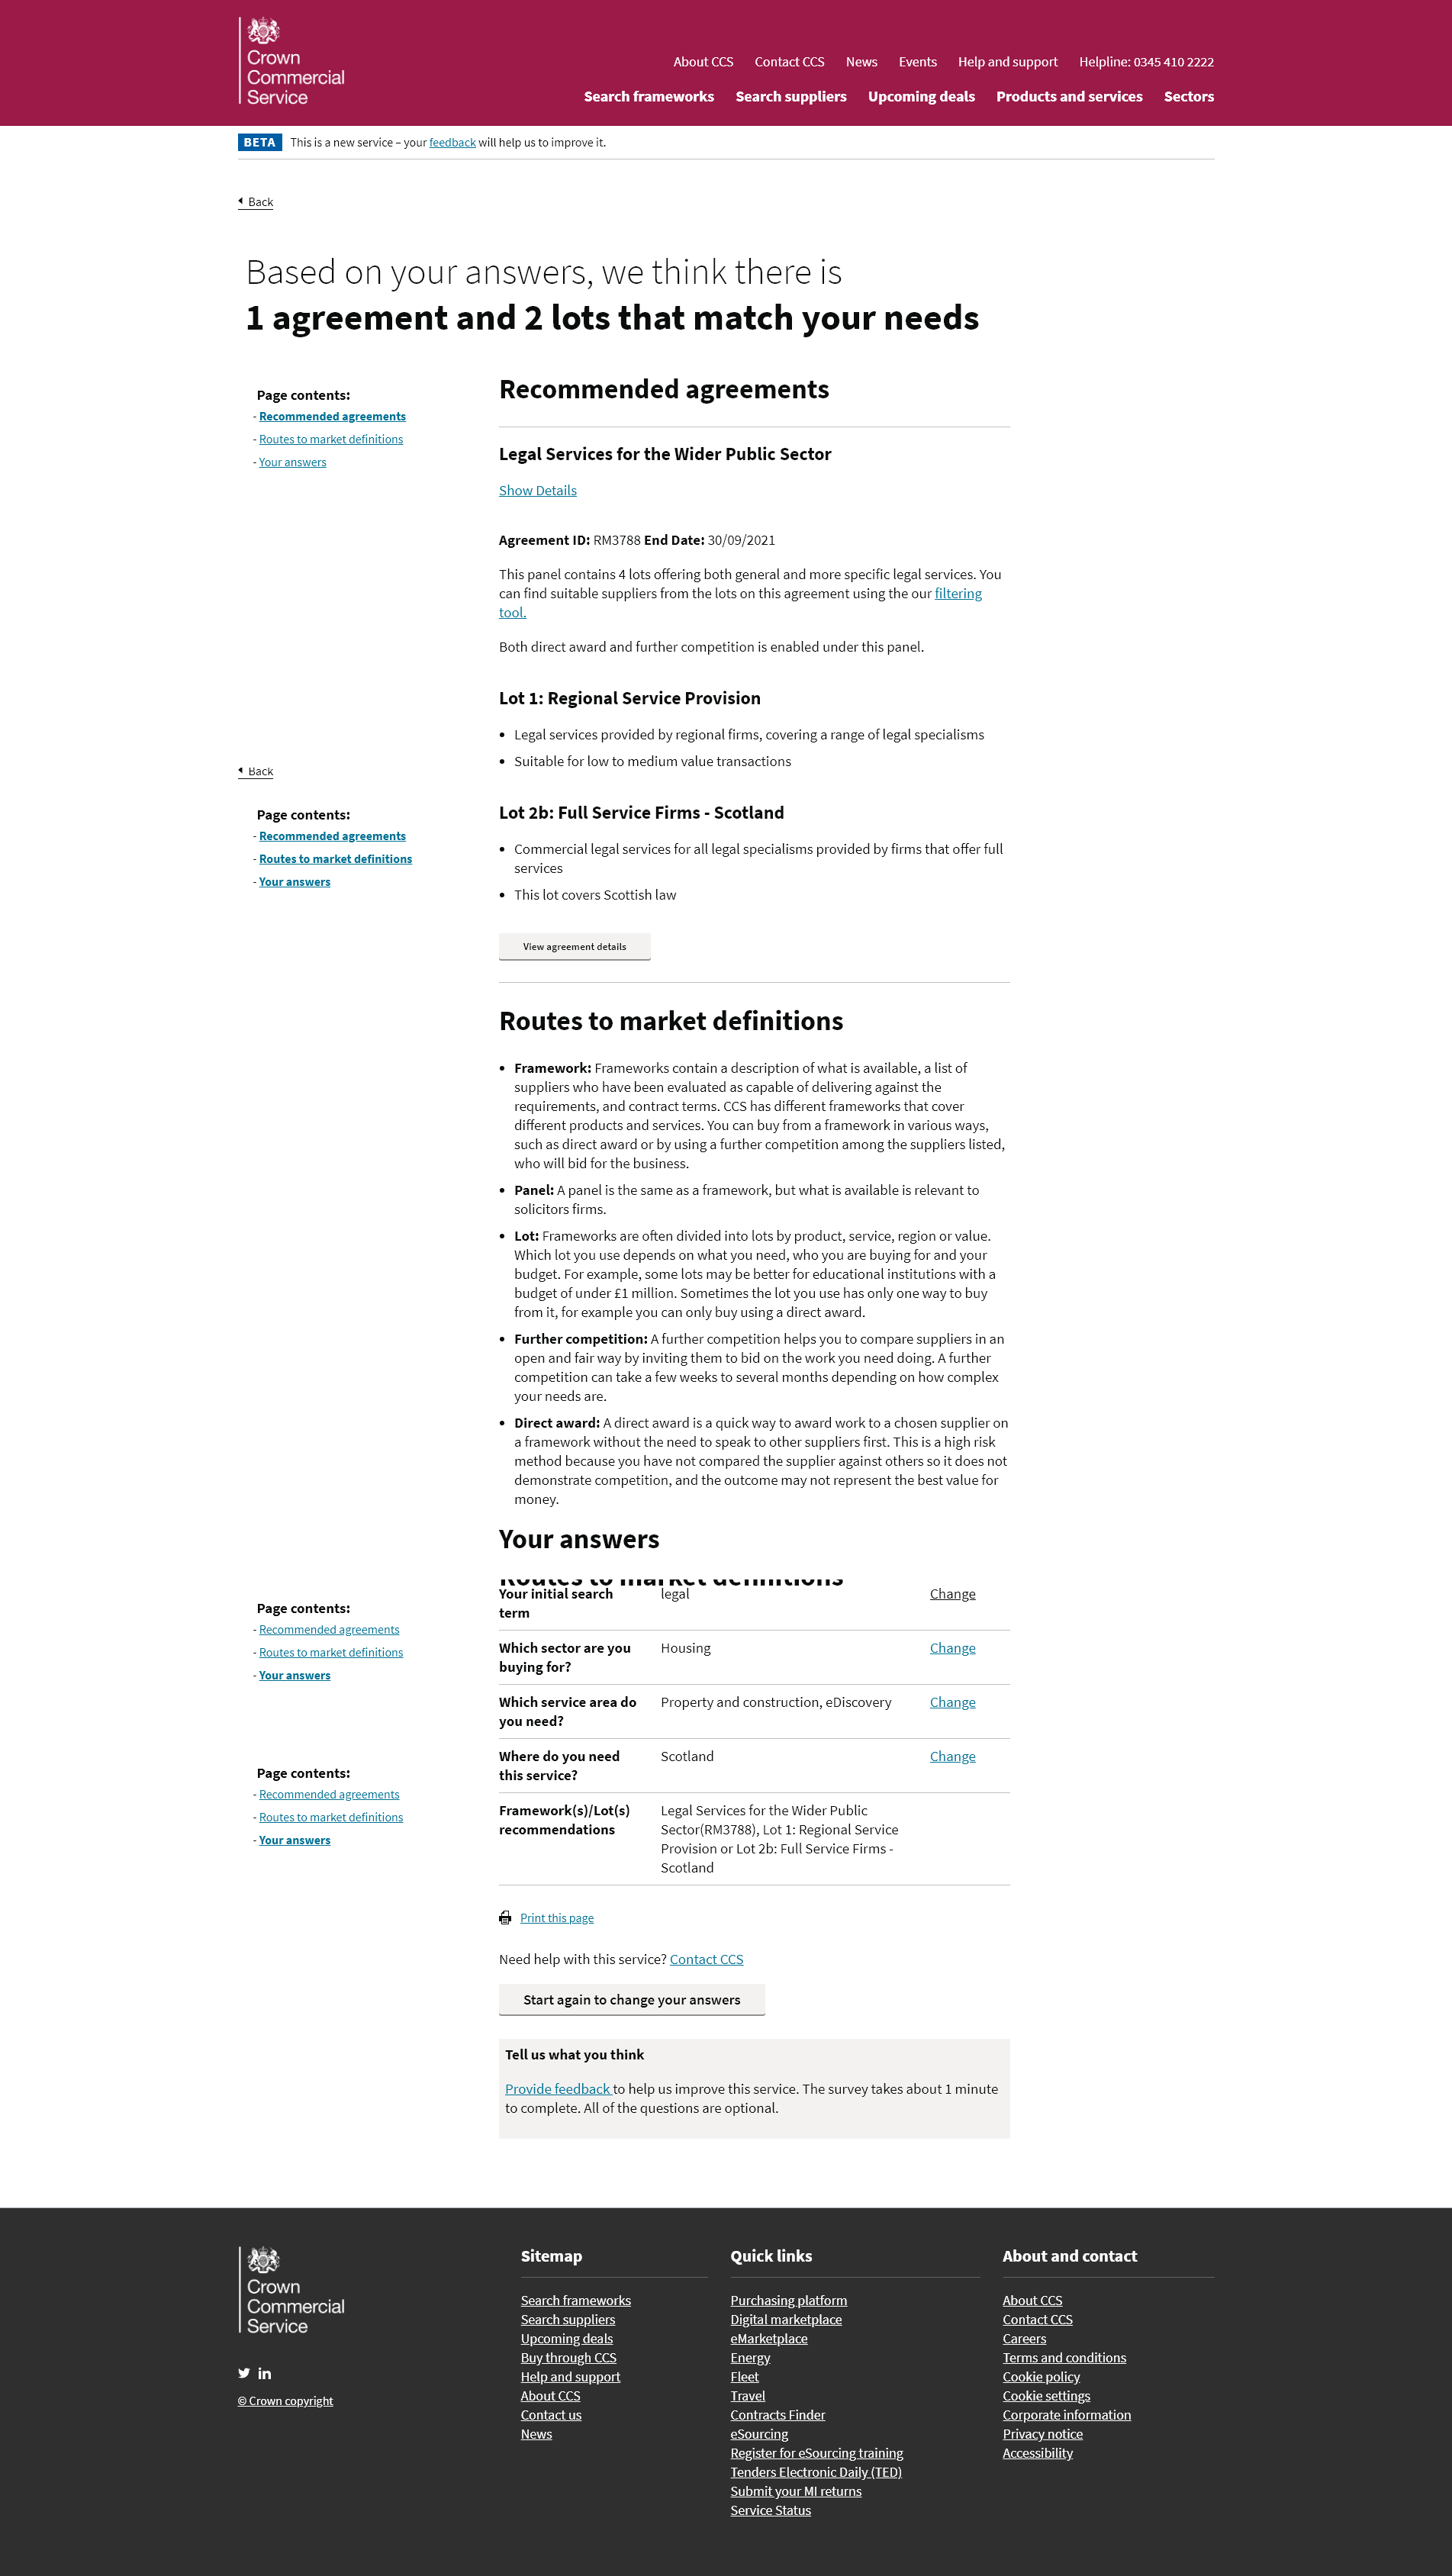 Crown
Commercial
Service
About CCS Contact CCS News Events Help and support Helpline: 0345 410 2222
Search frameworks Search suppliers Upcoming deals Products and services Sectors
BETA This is a new service – your feedback will help us to improve it.
Back
Based on your answers, we think there is
1 agreement and 2 lots that match your needs
Page contents:
- Recommended agreements
- Routes to market definitions
- Your answers
Recommended agreements
Legal Services for the Wider Public Sector
Show Details
Agreement ID: RM3788 End Date: 30/09/2021
This panel contains 4 lots offering both general and more specific legal services. You
can find suitable suppliers from the lots on this agreement using the our filtering
tool.
Both direct award and further competition is enabled under this panel.
Lot 1: Regional Service Provision
• Legal services provided by regional firms, covering a range of legal specialisms
• Suitable for low to medium value transactions
Back
Page contents:
- Recommended agreements
- Routes to market definitions
- Your answers
Lot 2b: Full Service Firms - Scotland
• Commercial legal services for all legal specialisms provided by firms that offer full
services
• This lot covers Scottish law
View agreement details
Routes to market definitions
• Framework: Frameworks contain a description of what is available, a list of
suppliers who have been evaluated as capable of delivering against the
requirements, and contract terms. CCS has different frameworks that cover
different products and services. You can buy from a framework in various ways,
such as direct award or by using a further competition among the suppliers listed,
who will bid for the business.
• Panel: A panel is the same as a framework, but what is available is relevant to
solicitors firms.
• Lot: Frameworks are often divided into lots by product, service, region or value.
Which lot you use depends on what you need, who you are buying for and your
budget. For example, some lots may be better for educational institutions with a
budget of under £1 million. Sometimes the lot you use has only one way to buy
from it, for example you can only buy using a direct award.
• Further competition: A further competition helps you to compare suppliers in an
open and fair way by inviting them to bid on the work you need doing. A further
competition can take a few weeks to several months depending on how complex
your needs are.
• Direct award: A direct award is a quick way to award work to a chosen supplier on
a framework without the need to speak to other suppliers first. This is a high risk
method because you have not compared the supplier against others so it does not
demonstrate competition, and the outcome may not represent the best value for
money.
Your answers
Routes to market definitions
Your initial search legal Change
term
Which sector are you Housing Change
buying for?
Which service area do Property and construction, eDiscovery Change
you need?
Where do you need Scotland Change
this service?
Framework(s)/Lot(s) Legal Services for the Wider Public
recommendations Sector(RM3788), Lot 1: Regional Service
Provision or Lot 2b: Full Service Firms -
Scotland
Page contents:
- Recommended agreements
- Routes to market definitions
- Your answers
Page contents:
- Recommended agreements
- Routes to market definitions
- Your answers
Print this page
Need help with this service? Contact CCS
Start again to change your answers
Tell us what you think
Provide feedback to help us improve this service. The survey takes about 1 minute
to complete. All of the questions are optional.
Crown
Commercial
Service
© Crown copyright
Sitemap
Search frameworks
Search suppliers
Upcoming deals
Buy through CCS
Help and support
About CCS
Contact us
News
Quick links
Purchasing platform
Digital marketplace
eMarketplace
Energy
Fleet
Travel
Contracts Finder
eSourcing
Register for eSourcing training
Tenders Electronic Daily (TED)
Submit your MI returns
Service Status
About and contact
About CCS
Contact CCS
Careers
Terms and conditions
Cookie policy
Cookie settings
Corporate information
Privacy notice
Accessibility